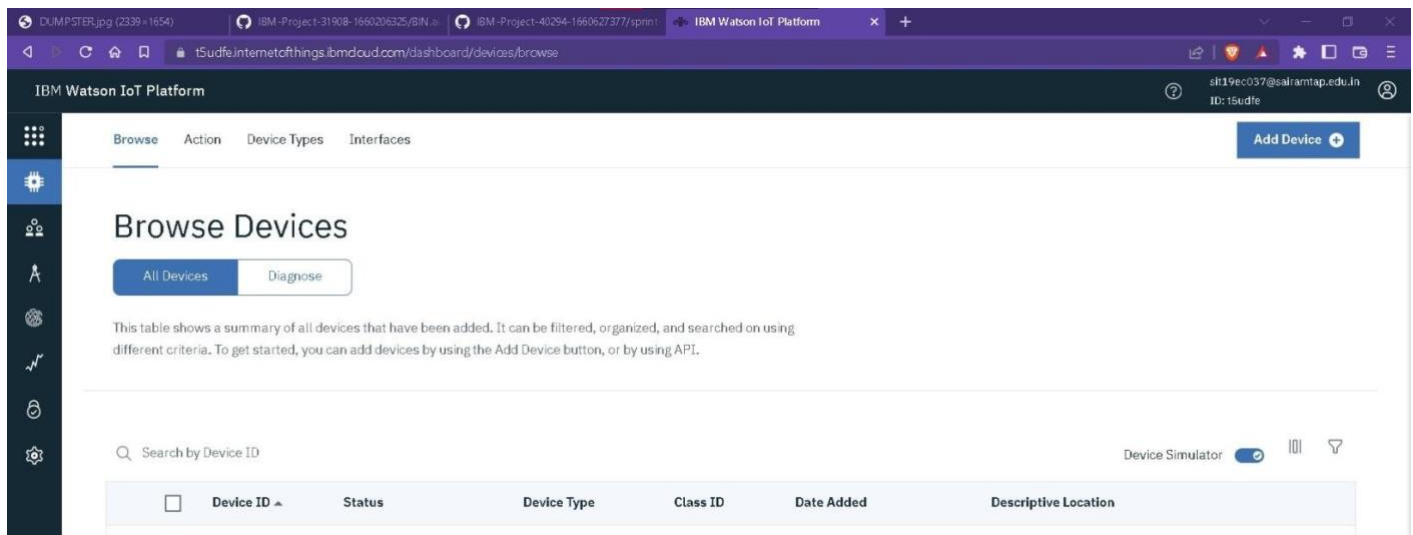 DUMPSTER.jpg (2339×1654)
IBM-Project-31908-1660206325/BIN.a
IBM-Project-40294-1660627377/sprint
IBM Watson IoT Platform
t5udfe.internetofthings.ibmcloud.com/dashboard/devices/browse
IBM Watson IoT Platform
sit19ec037@sairamtap.edu.in
ID: t5udfe
Browse Action Device Types Interfaces
Add Device
Browse Devices
All Devices Diagnose
This table shows a summary of all devices that have been added. It can be filtered, organized, and searched on using
different criteria. To get started, you can add devices by using the Add Device button, or by using API.
Search by Device ID
Device Simulator
Device ID Status Device Type Class ID Date Added Descriptive Location